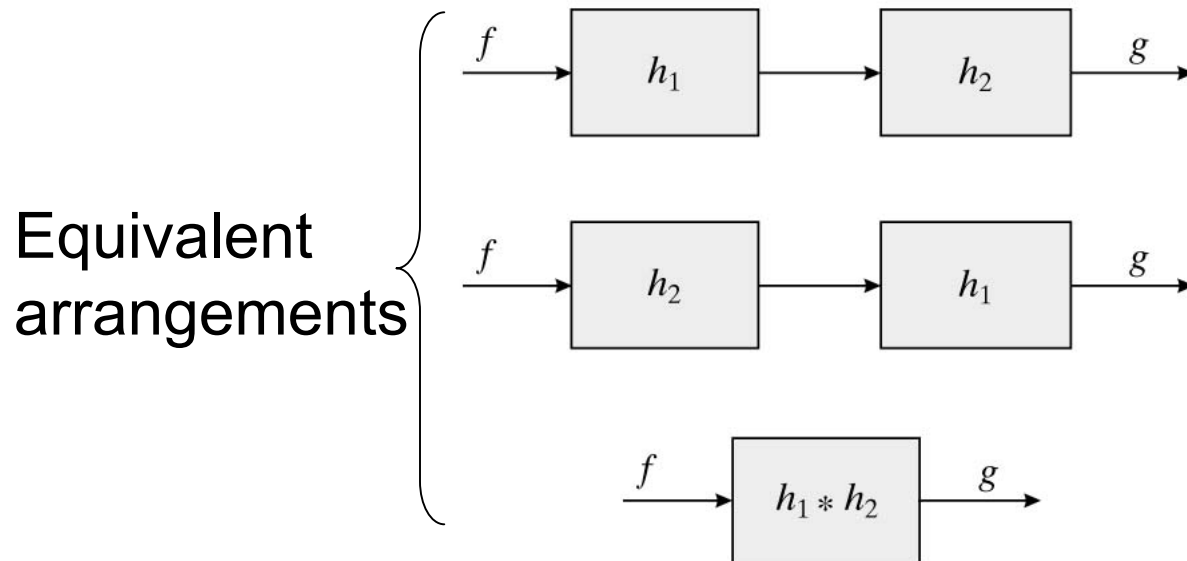 Equivalent
arrangements
f h₁ h₂ g
f h₂ h₁ g
f h₁ * h₂ g